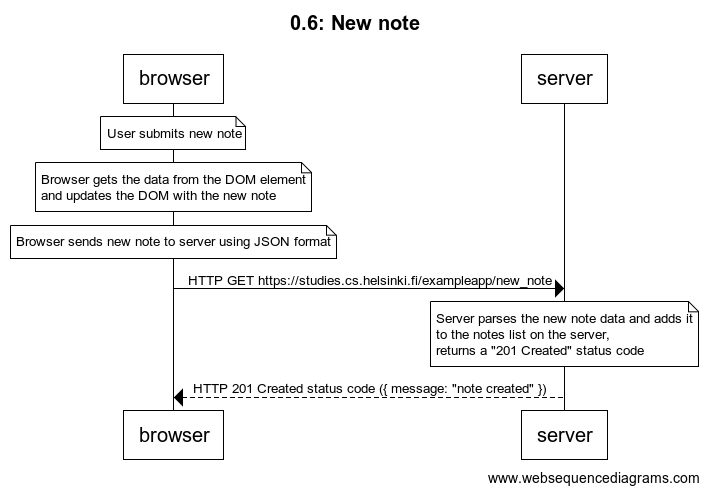 0.6: New note
browser
server
User submits new note
Browser gets the data from the DOM element
and updates the DOM with the new note
Browser sends new note to server using JSON format
HTTP GET https://studies.cs.helsinki.fi/exampleapp/new_note
Server parses the new note data and adds it
to the notes list on the server,
returns a "201 Created" status code
HTTP 201 Created status code ({ message: "note created" })
browser
server
www.websequencediagrams.com